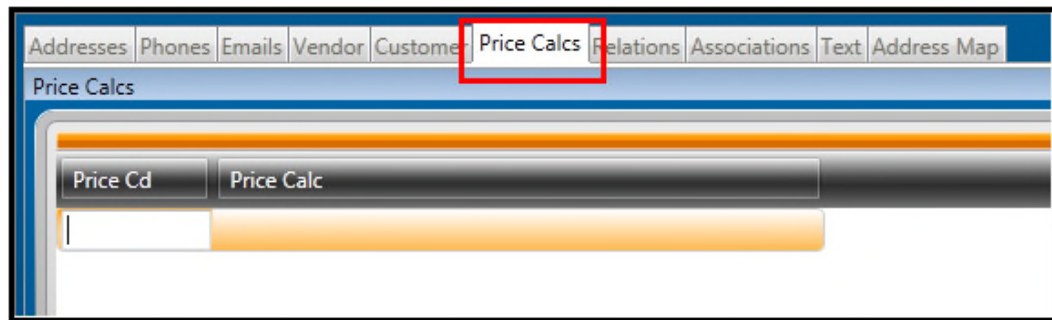 Addresses Phones Emails Vendor Customer Price Calcs Relations Associations Text Address Map
Price Calcs
Price Cd Price Calc